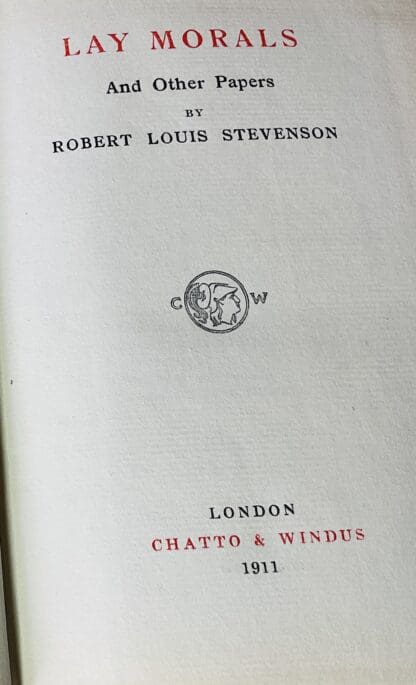 LAY MORALS
And Other Papers
BY
ROBERT LOUIS STEVENSON
C W
LONDON
CHATTO & WINDUS
1911